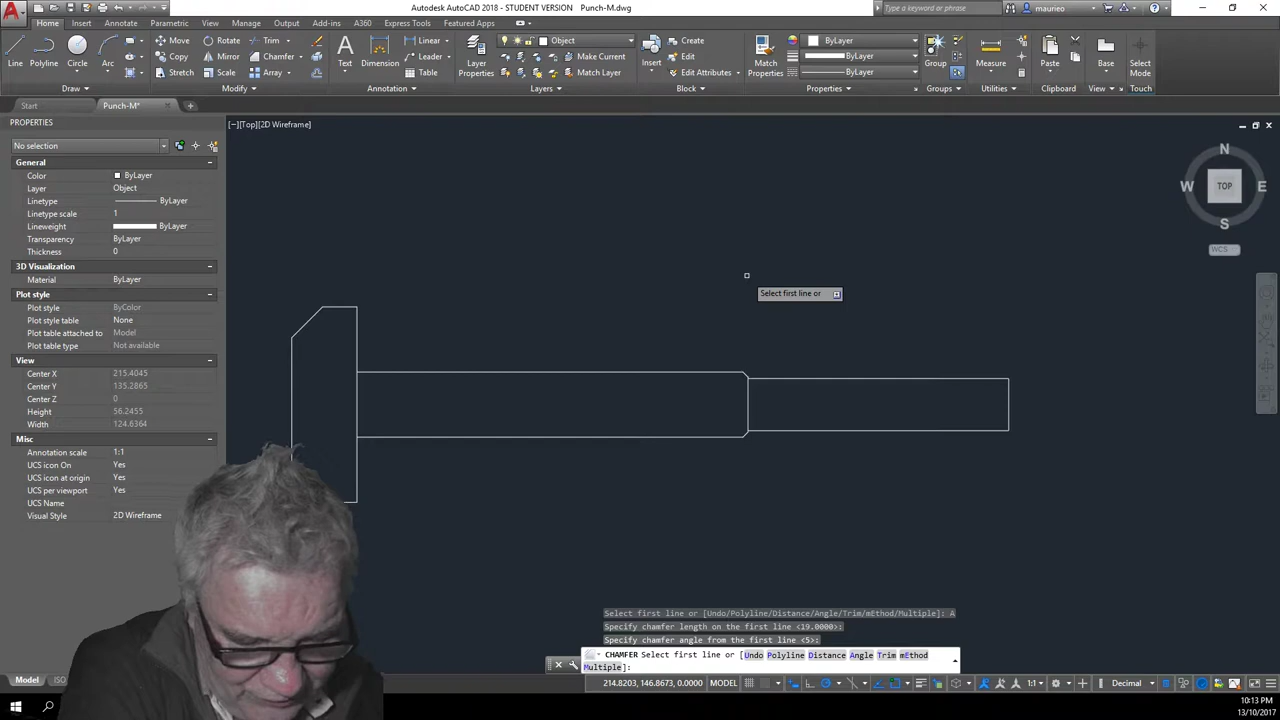 Autodesk AutoCAD 2018 - STUDENT VERSION Punch-M.dwg
Type a keyword or phrase
maurieo
Home Insert Annotate Parametric View Manage Output Add-ins A360 Express Tools Featured Apps
Line Polyline Circle Arc
Move Rotate Trim
Copy Mirror Chamfer
Stretch Scale Array
Text Dimension
Linear
Leader
Table
Layer Properties
Object
Make Current
Match Layer
Insert
Create
Edit
Edit Attributes
Match Properties
ByLayer
ByLayer
ByLayer
Group
Measure
Paste
Base
Select Mode
Draw Modify Annotation Layers Block Properties Groups Utilities Clipboard View Touch
Start Punch-M*
PROPERTIES
[−][Top][2D Wireframe]
No selection
General
Color ByLayer
Layer Object
Linetype ByLayer
Linetype scale 1
Lineweight ByLayer
Transparency ByLayer
Thickness 0
3D Visualization
Material ByLayer
Plot style
Plot style ByColor
Plot style table None
Plot table attached to Model
Plot table type Not available
View
Center X 215.4045
Center Y 135.2865
Center Z 0
Height 56.2455
Width 124.6364
Misc
Annotation scale 1:1
UCS icon On Yes
UCS icon at origin Yes
UCS per viewport Yes
UCS Name
Visual Style 2D Wireframe
N
W TOP E
S
WCS
Select first line or
Select first line or [Undo/Polyline/Distance/Angle/Trim/mEthod/Multiple]: A
Specify chamfer length on the first line <19.0000>:
Specify chamfer angle from the first line <5>:
CHAMFER Select first line or [Undo Polyline Distance Angle Trim mEthod
Multiple]:
Model ISO
214.8203, 146.8673, 0.0000 MODEL
1:1
Decimal
10:13 PM
13/10/2017